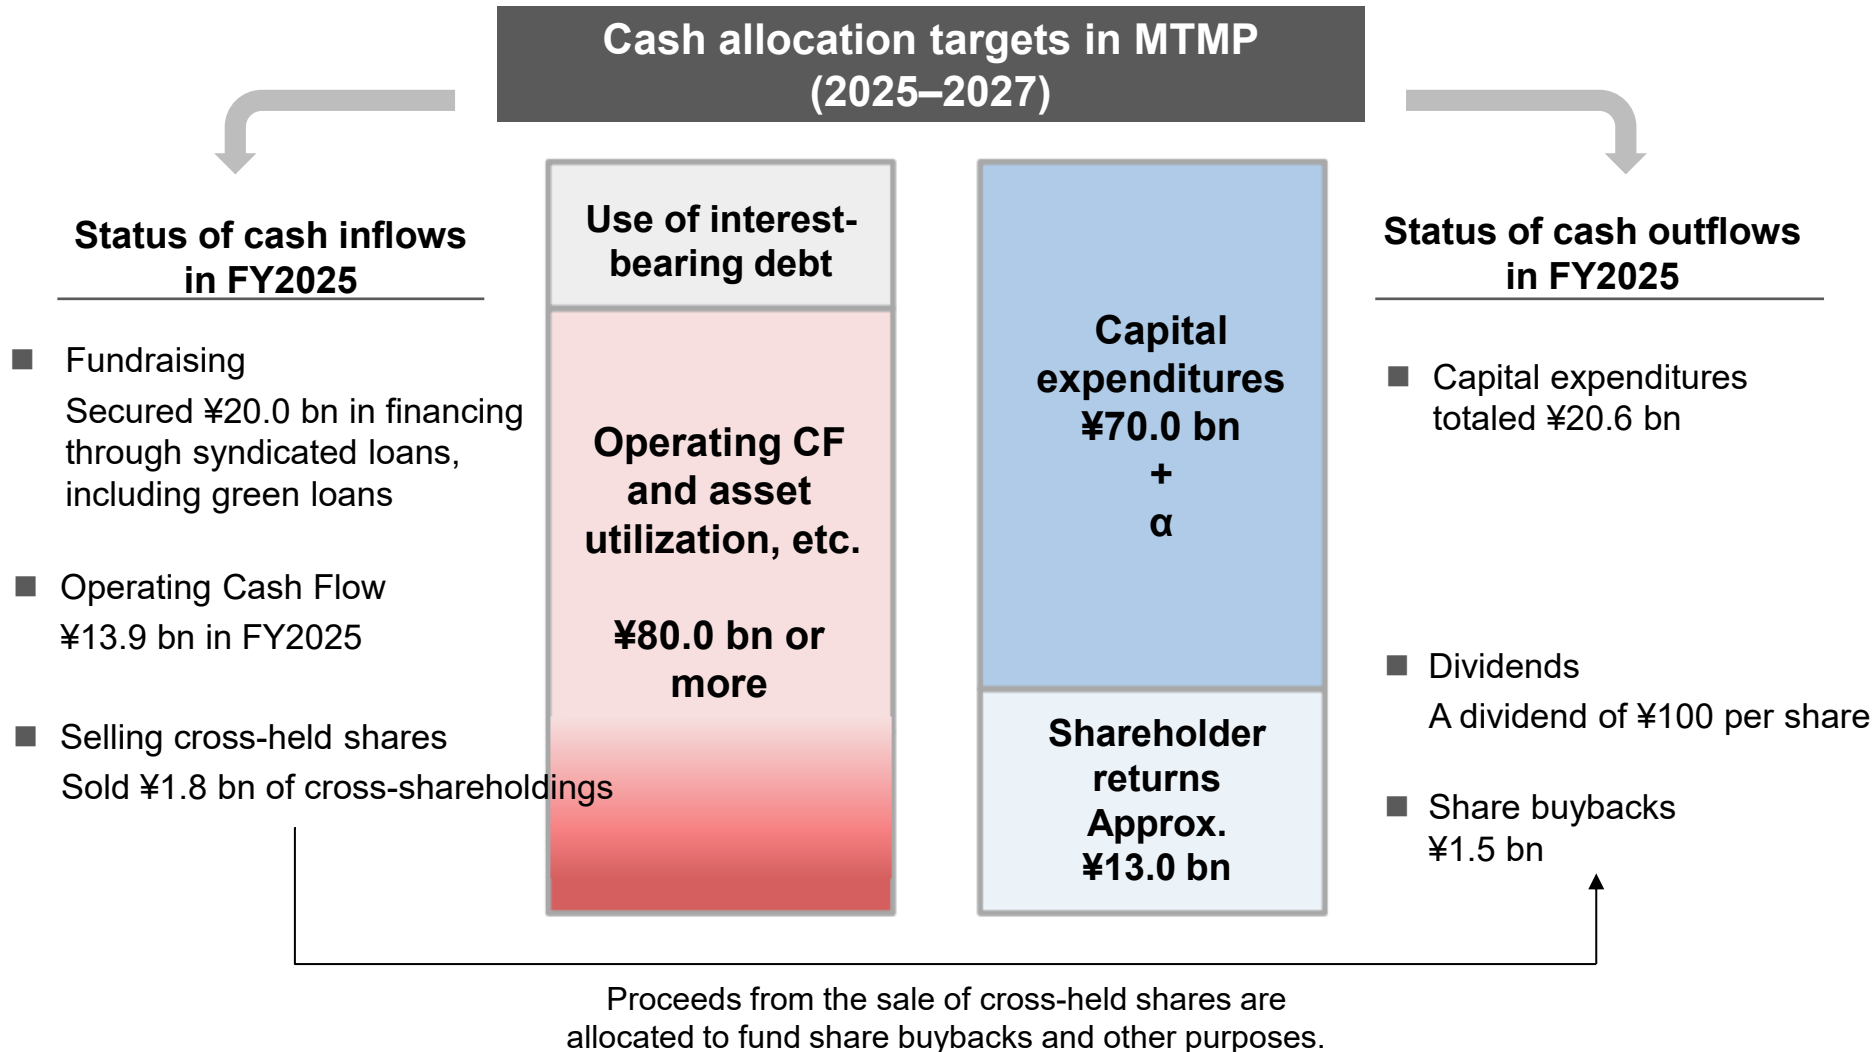 Cash allocation targets in MTMP
(2025–2027)
Status of cash inflows
in FY2025
■ Fundraising
Secured ¥20.0 bn in financing
through syndicated loans,
including green loans
■ Operating Cash Flow
¥13.9 bn in FY2025
■ Selling cross-held shares
Sold ¥1.8 bn of cross-shareholdings
Use of interest-
bearing debt
Operating CF
and asset
utilization, etc.
¥80.0 bn or
more
Capital
expenditures
¥70.0 bn
+
α
Shareholder
returns
Approx.
¥13.0 bn
Status of cash outflows
in FY2025
■ Capital expenditures
totaled ¥20.6 bn
■ Dividends
A dividend of ¥100 per share
■ Share buybacks
¥1.5 bn
Proceeds from the sale of cross-held shares are
allocated to fund share buybacks and other purposes.